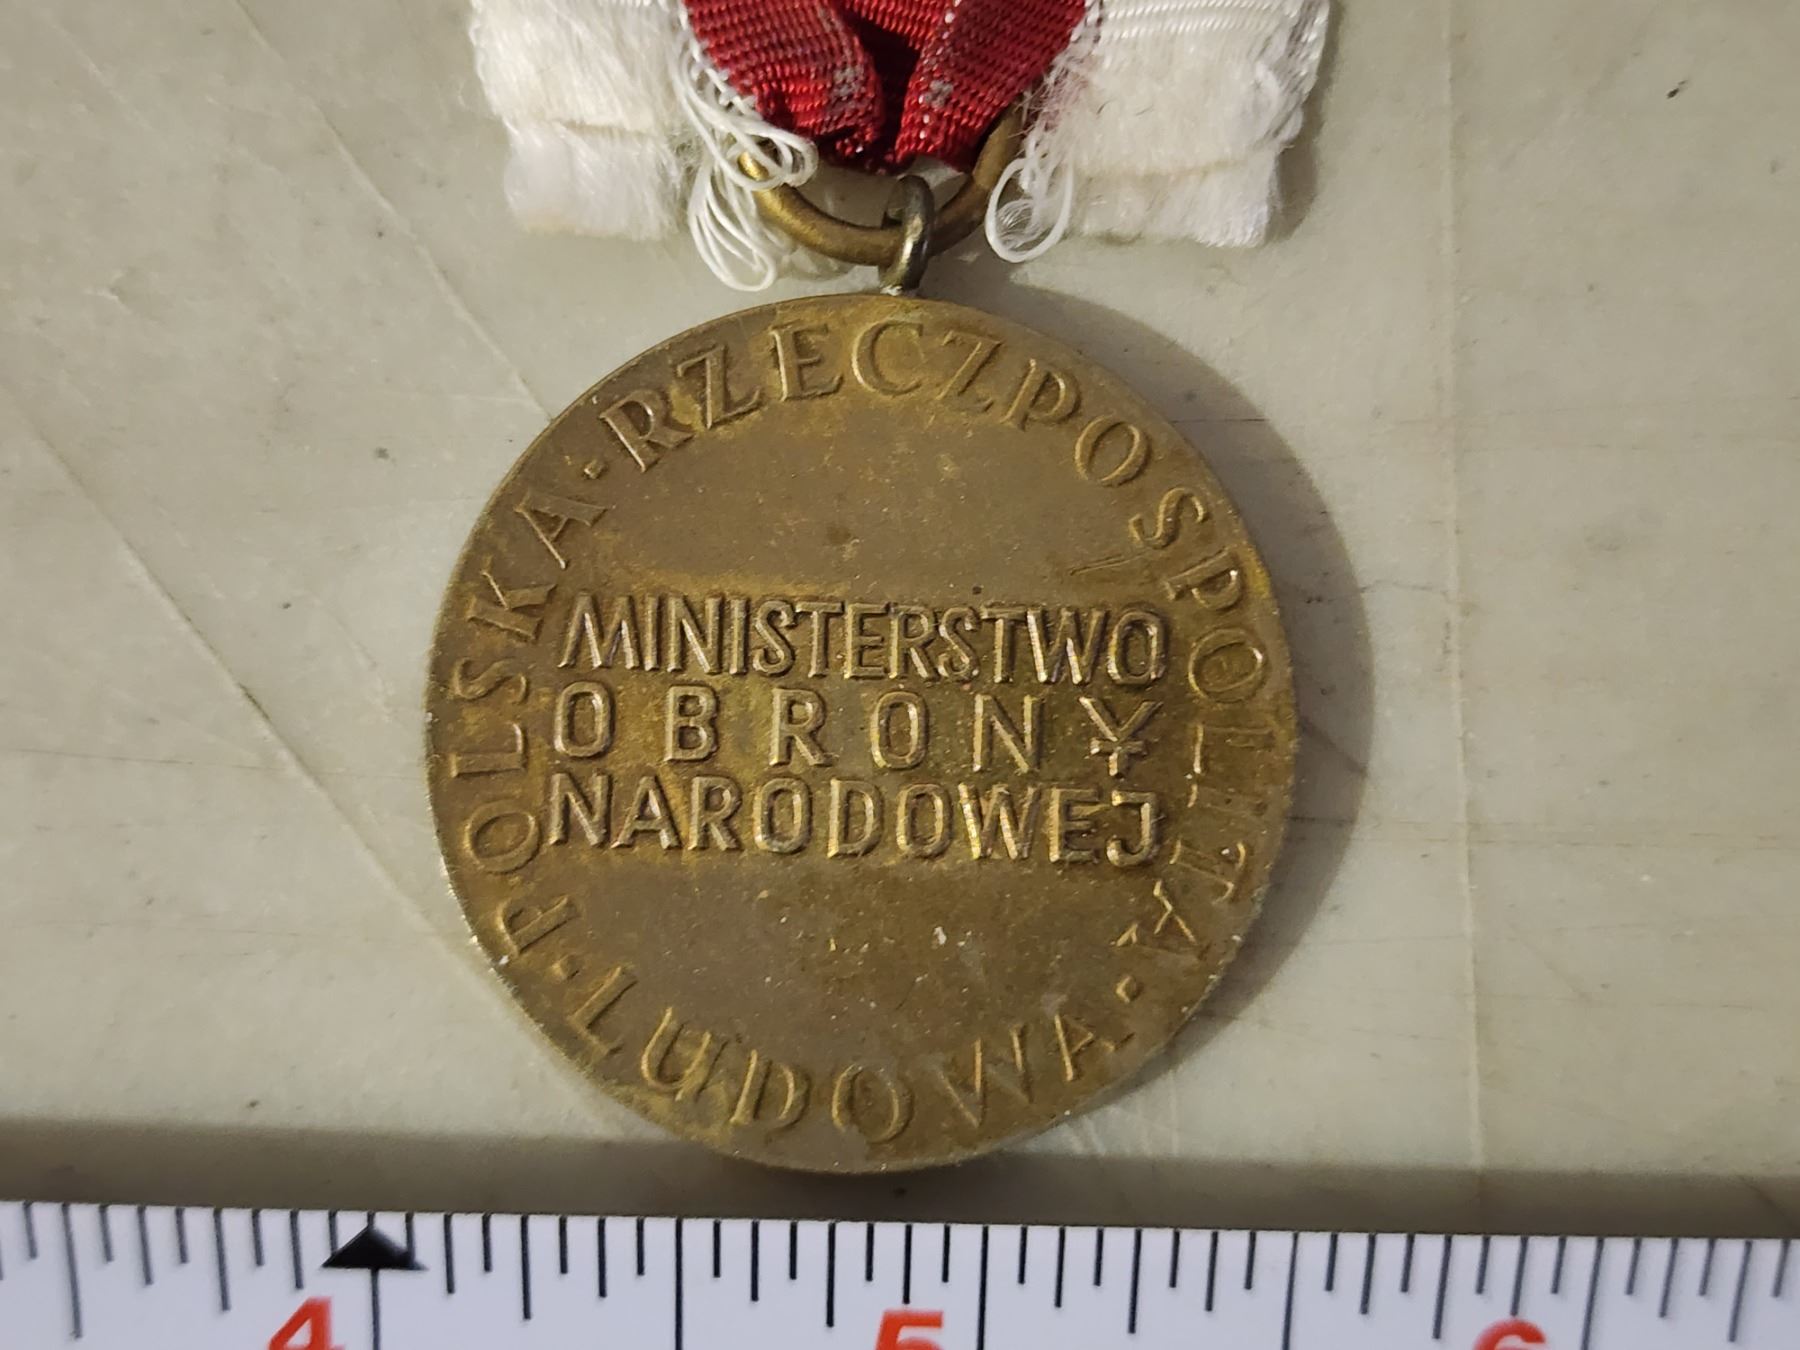 POLSKA · RZECZPOSPOLITA · LUDOWA ·
MINISTERSTWO
OBRONY
NARODOWEJ
4 5 6